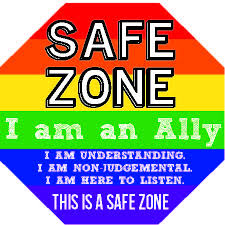 SAFE
ZONE
I am an Ally
I AM UNDERSTANDING.
I AM NON-JUDGEMENTAL.
I AM HERE TO LISTEN.
THIS IS A SAFE ZONE